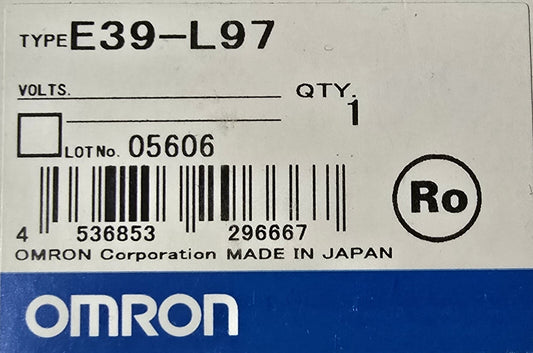 TYPE E39-L97
VOLTS. QTY.
1
LOT No. 05606
Ro
4 536853 296667
OMRON Corporation MADE IN JAPAN
OMRON